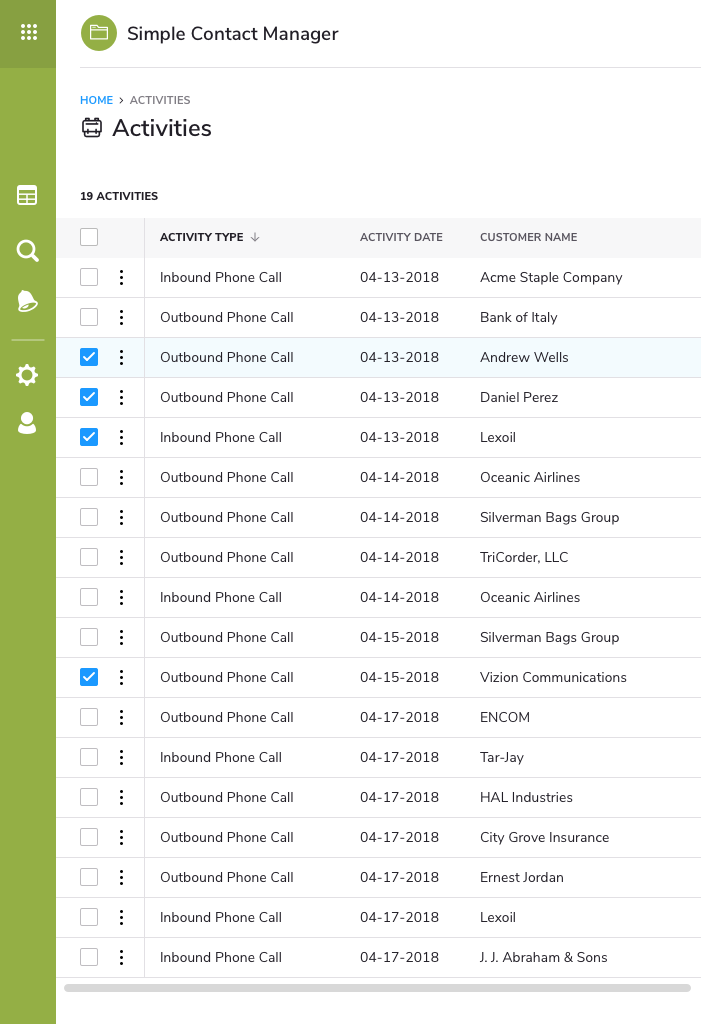 Simple Contact Manager
HOME > ACTIVITIES
Activities
19 ACTIVITIES
ACTIVITY TYPE ↓ ACTIVITY DATE CUSTOMER NAME
Inbound Phone Call 04-13-2018 Acme Staple Company
Outbound Phone Call 04-13-2018 Bank of Italy
Outbound Phone Call 04-13-2018 Andrew Wells
Outbound Phone Call 04-13-2018 Daniel Perez
Inbound Phone Call 04-13-2018 Lexoil
Outbound Phone Call 04-14-2018 Oceanic Airlines
Outbound Phone Call 04-14-2018 Silverman Bags Group
Outbound Phone Call 04-14-2018 TriCorder, LLC
Inbound Phone Call 04-14-2018 Oceanic Airlines
Outbound Phone Call 04-15-2018 Silverman Bags Group
Outbound Phone Call 04-15-2018 Vizion Communications
Outbound Phone Call 04-17-2018 ENCOM
Inbound Phone Call 04-17-2018 Tar-Jay
Outbound Phone Call 04-17-2018 HAL Industries
Outbound Phone Call 04-17-2018 City Grove Insurance
Outbound Phone Call 04-17-2018 Ernest Jordan
Inbound Phone Call 04-17-2018 Lexoil
Inbound Phone Call 04-17-2018 J. J. Abraham & Sons